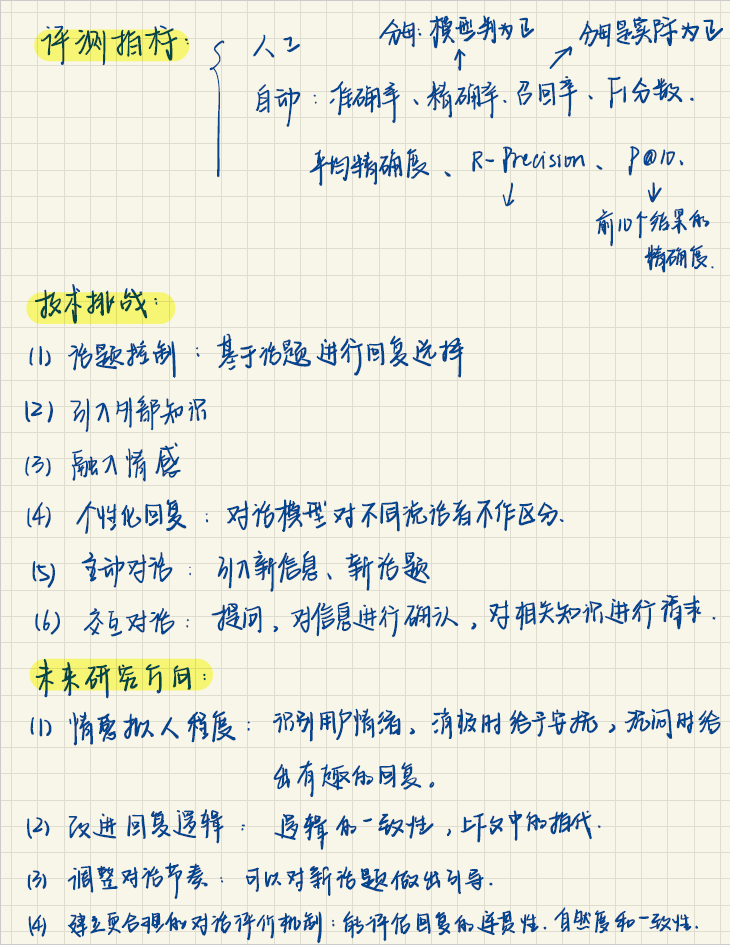 分母：模型判为正 分母是实际为正
评测指标： 人工
自动：准确率、精确率、召回率、F1分数.
平均精确度、R-Precision、P@10、
前10个结果的
精确度.
技术挑战：
(1) 话题控制：基于话题进行回复选择
(2) 引入外部知识
(3) 融入情感
(4) 个性化回复：对话模型对不同说话者不作区分.
(5) 主动对话：引入新信息、新话题
(6) 交互对话：提问，对信息进行确认，对相关知识进行请求.
未来研究方向：
(1) 情感拟人程度：识别用户情绪，消极时给予安抚，无聊时给
出有趣的回复。
(2) 改进回复逻辑：逻辑的一致性，上下文中的指代.
(3) 调整对话节奏：可以对新话题做出引导.
(4) 建立更合理的对话评价机制：能评估回复的连贯性. 自然度和一致性.